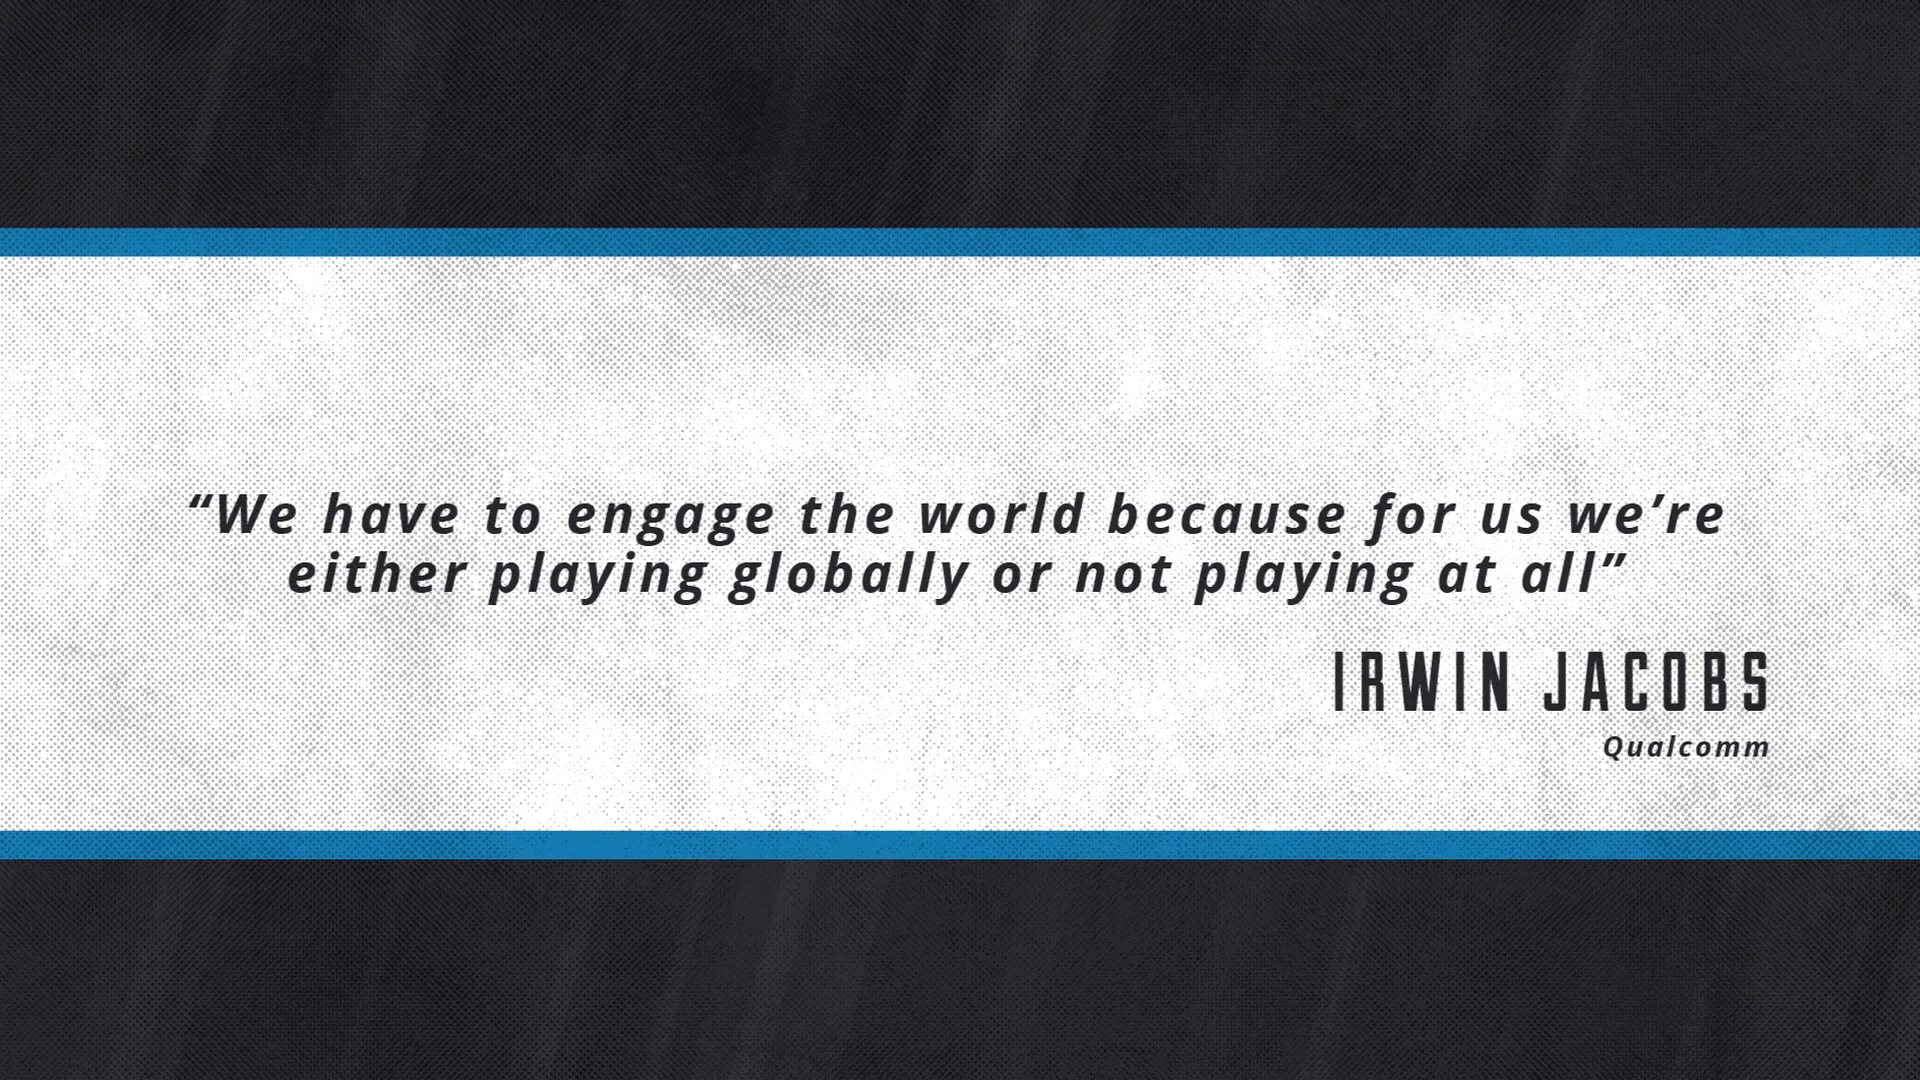 “We have to engage the world because for us we’re
either playing globally or not playing at all”
IRWIN JACOBS
Qualcomm